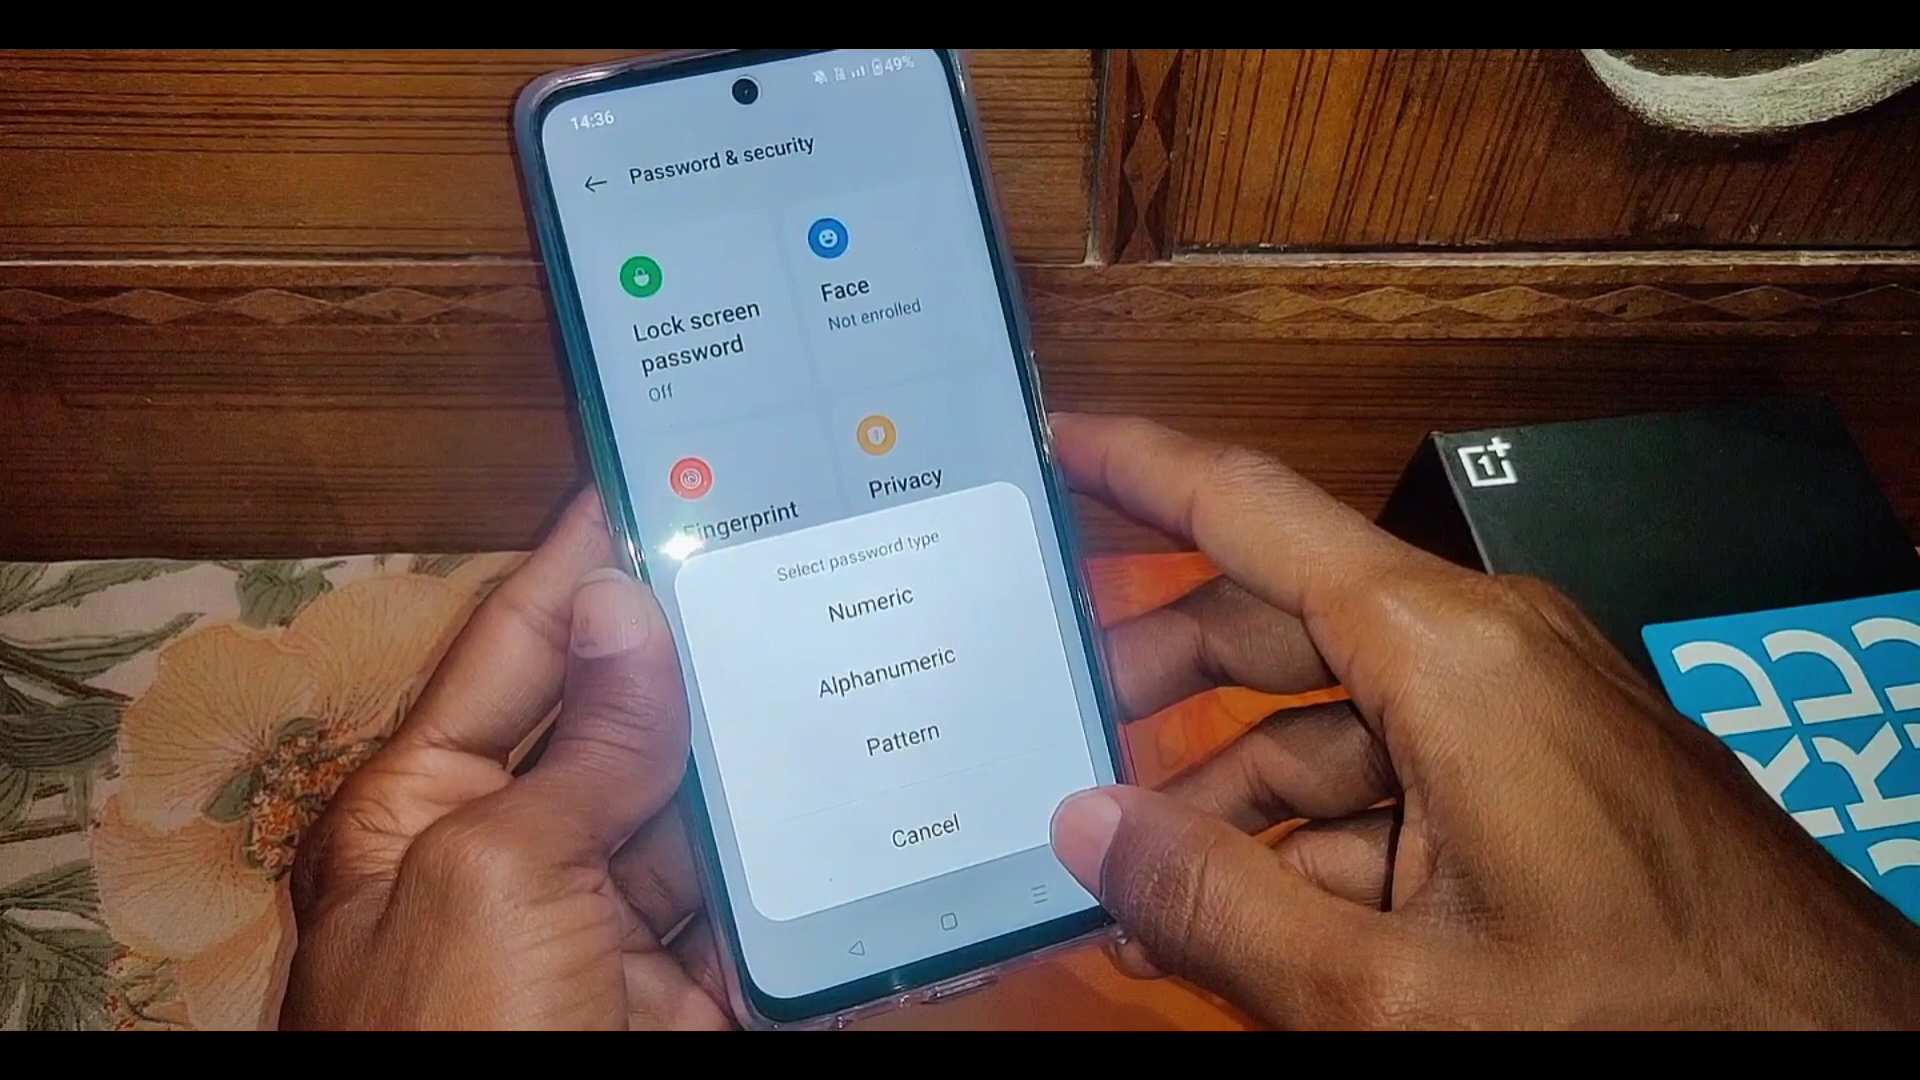 14:36
49%
Password & security
Lock screen
password
Off
Face
Not enrolled
Fingerprint
Privacy
Select password type
Numeric
Alphanumeric
Pattern
Cancel
1+